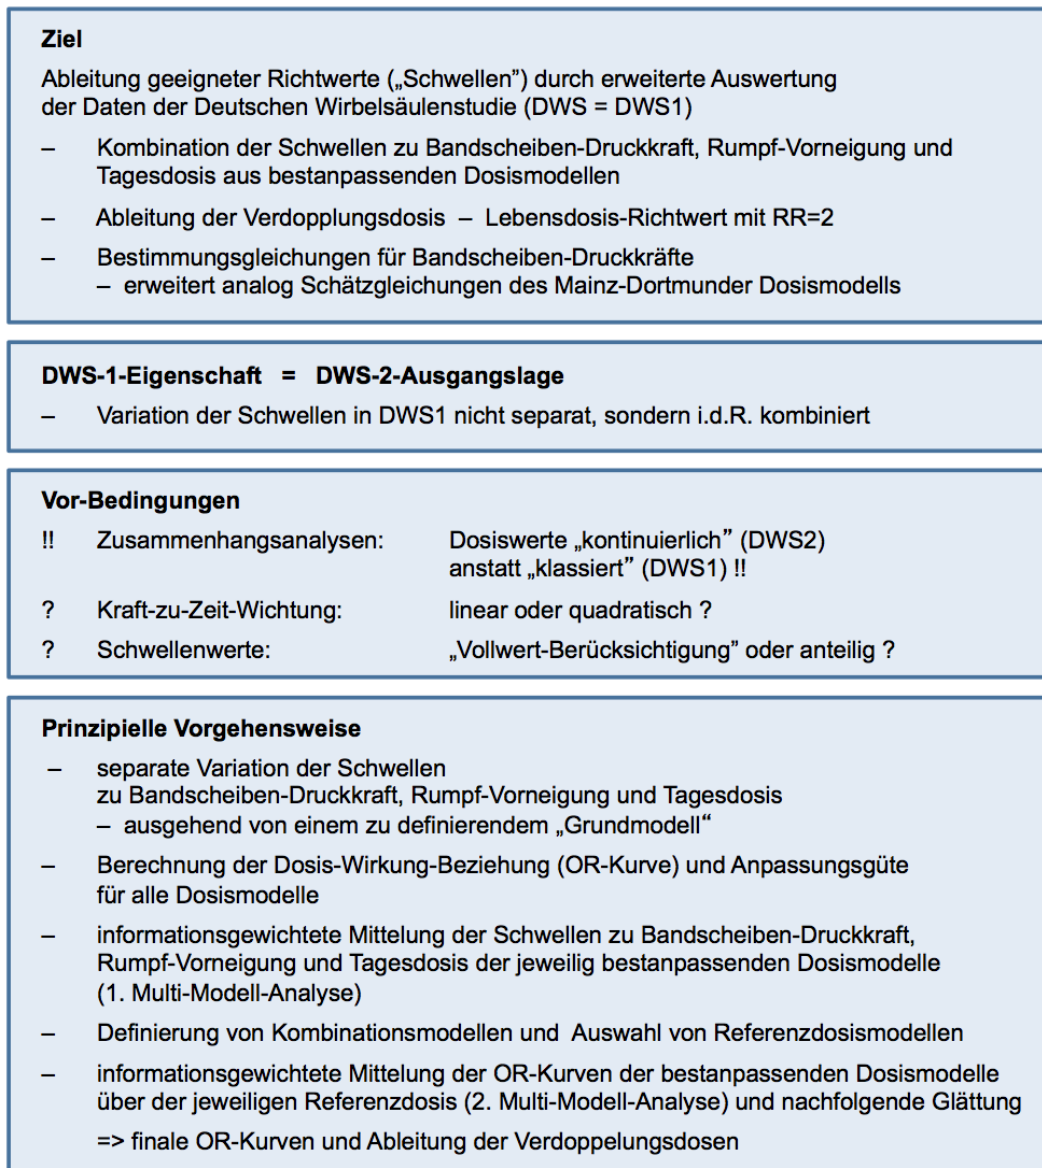 Ziel
Ableitung geeigneter Richtwerte („Schwellen”) durch erweiterte Auswertung
der Daten der Deutschen Wirbelsäulenstudie (DWS = DWS1)
– Kombination der Schwellen zu Bandscheiben-Druckkraft, Rumpf-Vorneigung und
Tagesdosis aus bestanpassenden Dosismodellen
– Ableitung der Verdopplungsdosis – Lebensdosis-Richtwert mit RR=2
– Bestimmungsgleichungen für Bandscheiben-Druckkräfte
– erweitert analog Schätzgleichungen des Mainz-Dortmunder Dosismodells
DWS-1-Eigenschaft = DWS-2-Ausgangslage
– Variation der Schwellen in DWS1 nicht separat, sondern i.d.R. kombiniert
Vor-Bedingungen
!! Zusammenhangsanalysen: Dosiswerte „kontinuierlich” (DWS2)
anstatt „klassiert” (DWS1) !!
? Kraft-zu-Zeit-Wichtung: linear oder quadratisch ?
? Schwellenwerte: „Vollwert-Berücksichtigung” oder anteilig ?
Prinzipielle Vorgehensweise
– separate Variation der Schwellen
zu Bandscheiben-Druckkraft, Rumpf-Vorneigung und Tagesdosis
– ausgehend von einem zu definierendem „Grundmodell“
– Berechnung der Dosis-Wirkung-Beziehung (OR-Kurve) und Anpassungsgüte
für alle Dosismodelle
– informationsgewichtete Mittelung der Schwellen zu Bandscheiben-Druckkraft,
Rumpf-Vorneigung und Tagesdosis der jeweilig bestanpassenden Dosismodelle
(1. Multi-Modell-Analyse)
– Definierung von Kombinationsmodellen und Auswahl von Referenzdosismodellen
– informationsgewichtete Mittelung der OR-Kurven der bestanpassenden Dosismodelle
über der jeweiligen Referenzdosis (2. Multi-Modell-Analyse) und nachfolgende Glättung
=> finale OR-Kurven und Ableitung der Verdoppelungsdosen